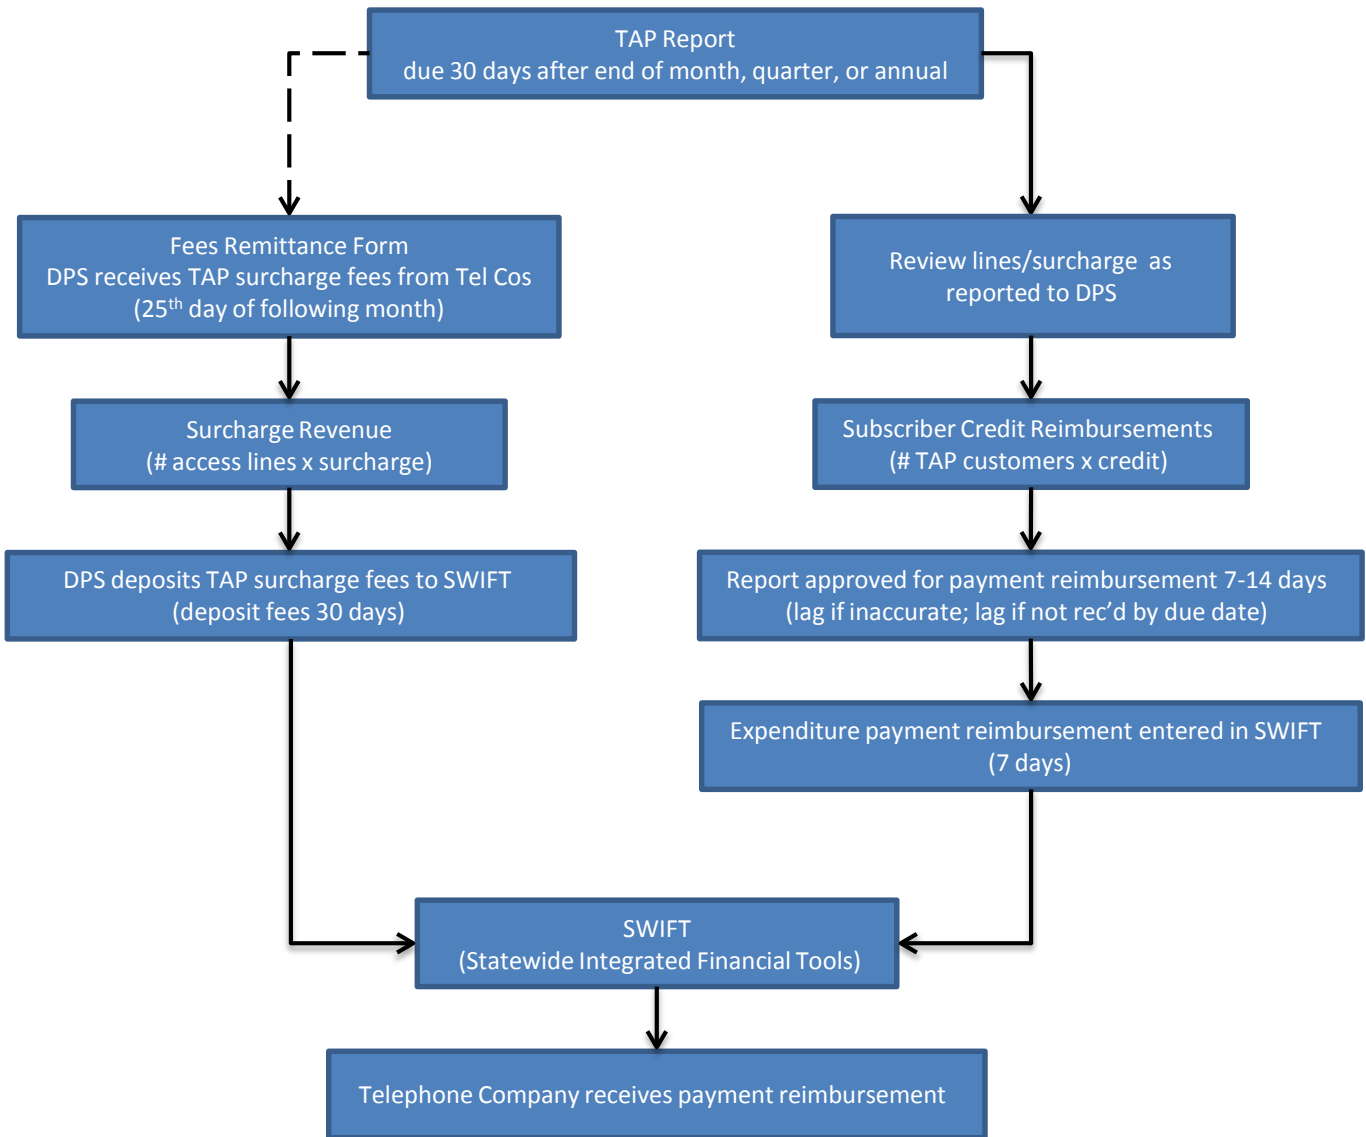 TAP Report
due 30 days after end of month, quarter, or annual
Fees Remittance Form
DPS receives TAP surcharge fees from Tel Cos
(25th day of following month)
Review lines/surcharge as
reported to DPS
Surcharge Revenue
(# access lines x surcharge)
Subscriber Credit Reimbursements
(# TAP customers x credit)
DPS deposits TAP surcharge fees to SWIFT
(deposit fees 30 days)
Report approved for payment reimbursement 7-14 days
(lag if inaccurate; lag if not rec’d by due date)
Expenditure payment reimbursement entered in SWIFT
(7 days)
SWIFT
(Statewide Integrated Financial Tools)
Telephone Company receives payment reimbursement